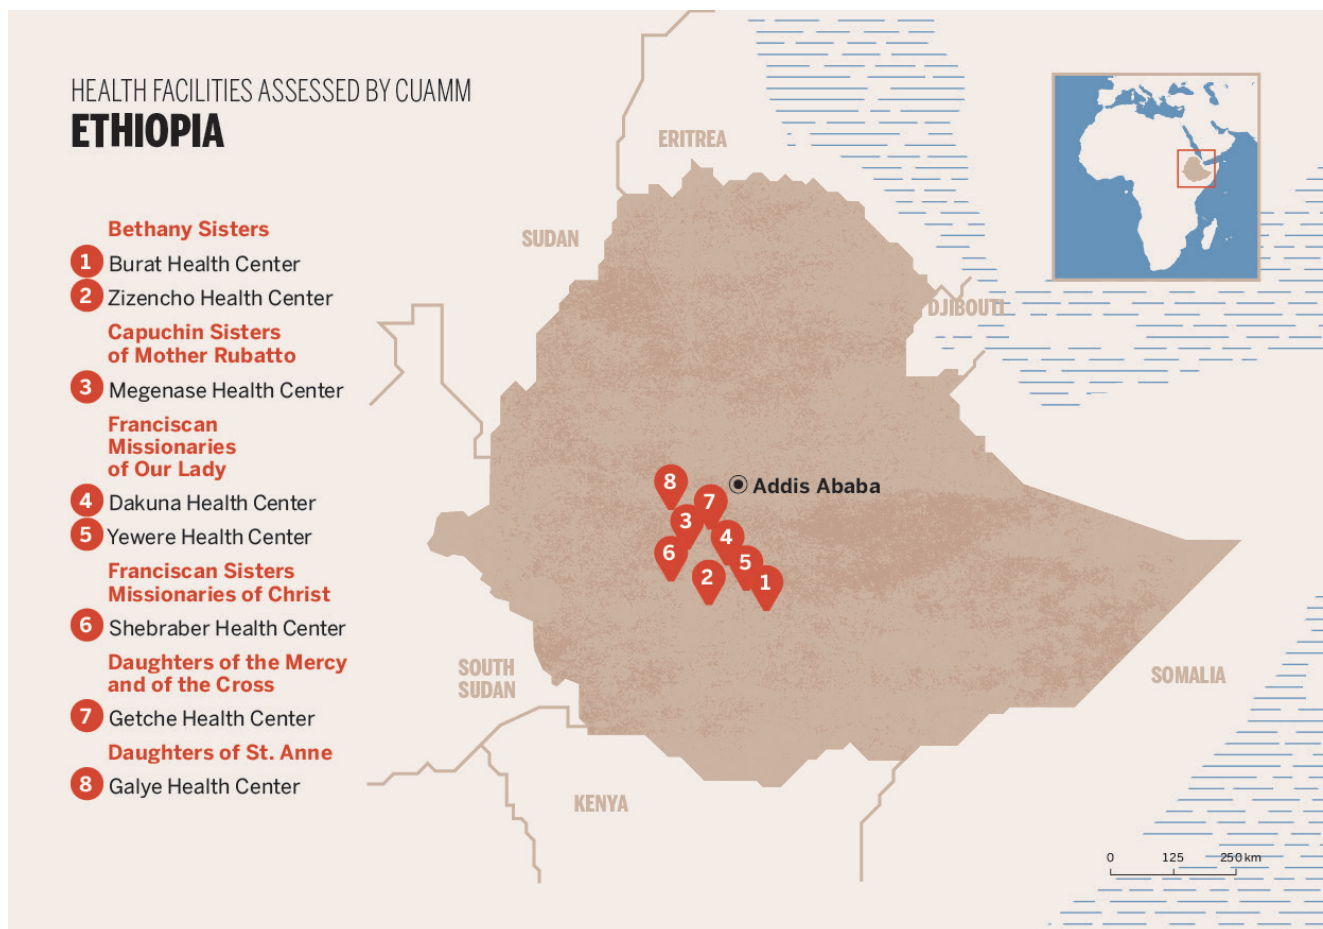 HEALTH FACILITIES ASSESSED BY CUAMM
ETHIOPIA
Bethany Sisters
1 Burat Health Center
2 Zizencho Health Center
Capuchin Sisters
of Mother Rubatto
3 Megenase Health Center
Franciscan
Missionaries
of Our Lady
4 Dakuna Health Center
5 Yewere Health Center
Franciscan Sisters
Missionaries of Christ
6 Shebraber Health Center
Daughters of the Mercy
and of the Cross
7 Getche Health Center
Daughters of St. Anne
8 Galye Health Center
ERITREA
SUDAN
DJIBOUTI
Addis Ababa
8
7
3
4
6
5
2
1
SOUTH
SUDAN
SOMALIA
KENYA
0 125 250 km